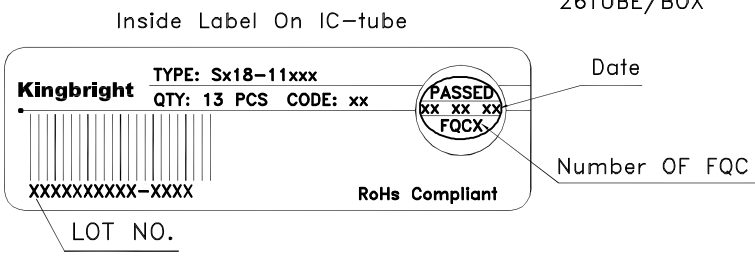 26TUBE/BOX
Inside Label On IC-tube
Date
Kingbright
TYPE: Sx18-11xxx
QTY: 13 PCS CODE: xx
PASSED
XX XX XX
FQCX
Number OF FQC
XXXXXXXXXX-XXXX
RoHs Compliant
LOT NO.